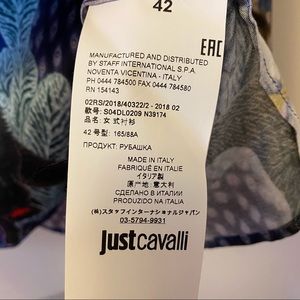 42
MANUFACTURED AND DISTRIBUTED
BY STAFF INTERNATIONAL S.P.A.
NOVENTA VICENTINA - ITALY
PH 0444 784500 FAX 0444 784580
RN 154143
EAC
02RS/2018/40322/2 - 2018 02
款号: S04DL0209 N39174
品名: 女 式衬衫
42 号型: 165/88A
ПРОДУКТ: РУБАШКА
MADE IN ITALY
FABRIQUÉ EN ITALIE
イタリア製
原产地: 意大利
СДЕЛАНО В ИТАЛИИ
PRODUZIDO NA ITALIA
(株)スタッフインターナショナルジャパン
03-5794-9931
justcavalli